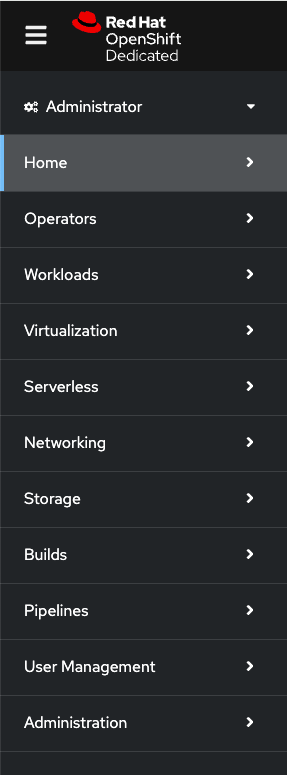 Red Hat
OpenShift
Dedicated
Administrator
Home
Operators
Workloads
Virtualization
Serverless
Networking
Storage
Builds
Pipelines
User Management
Administration